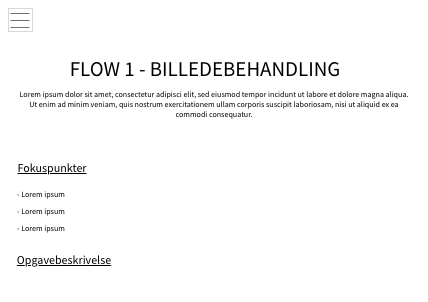 FLOW 1 - BILLEDEBEHANDLING
Lorem ipsum dolor sit amet, consectetur adipisci elit, sed eiusmod tempor incidunt ut labore et dolore magna aliqua.
Ut enim ad minim veniam, quis nostrum exercitationem ullam corporis suscipit laboriosam, nisi ut aliquid ex ea
commodi consequatur.
Fokuspunkter
- Lorem ipsum
- Lorem ipsum
- Lorem ipsum
Opgavebeskrivelse